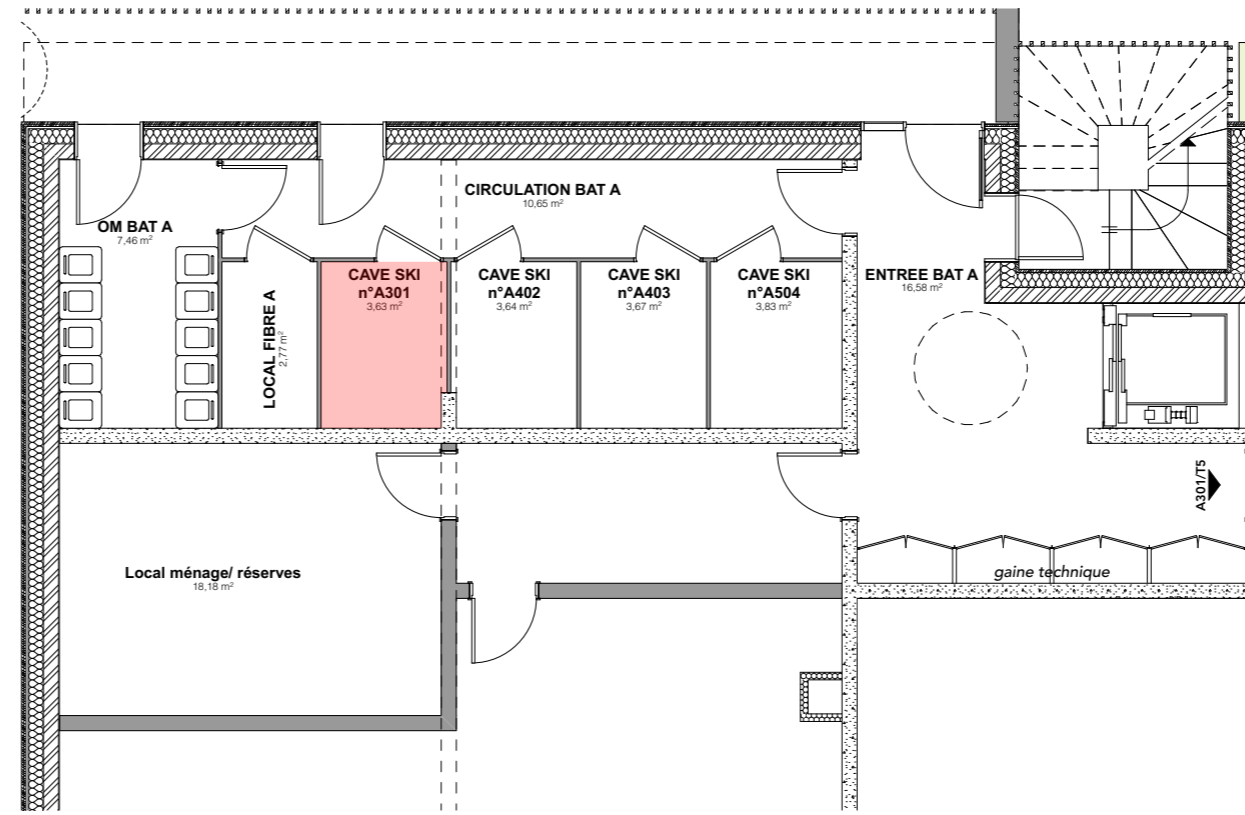 CIRCULATION BAT A
10,65 m²
OM BAT A
7,46 m²
LOCAL FIBRE A
2,77 m²
CAVE SKI
n°A301
3,63 m²
CAVE SKI
n°A402
3,64 m²
CAVE SKI
n°A403
3,67 m²
CAVE SKI
n°A504
3,83 m²
ENTREE BAT A
16,58 m²
A301/T5
Local ménage/ réserves
18,18 m²
gaine technique